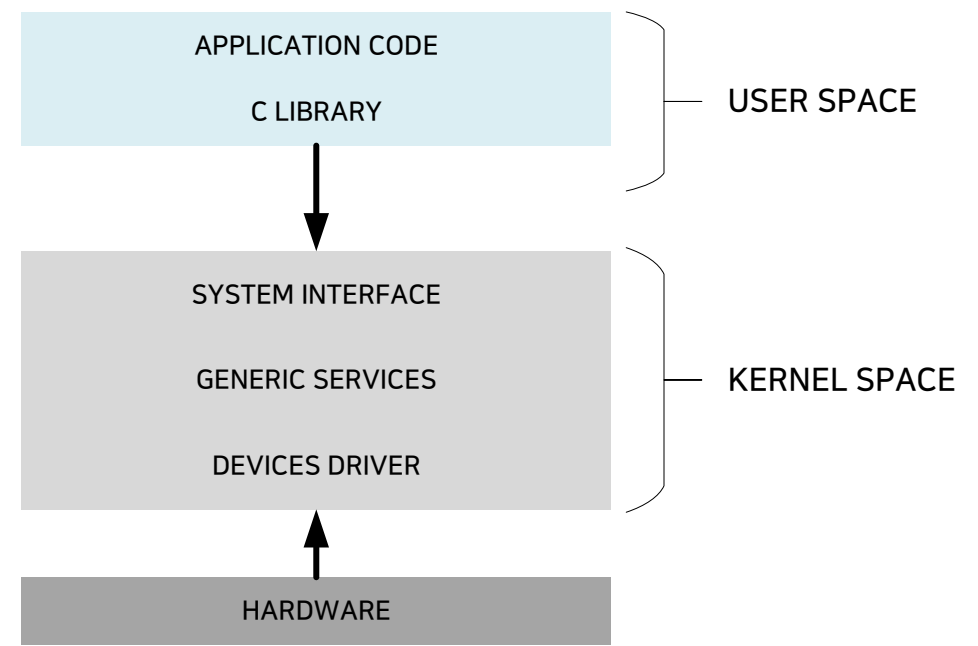 APPLICATION CODE
C LIBRARY
USER SPACE
SYSTEM INTERFACE
GENERIC SERVICES
KERNEL SPACE
DEVICES DRIVER
HARDWARE